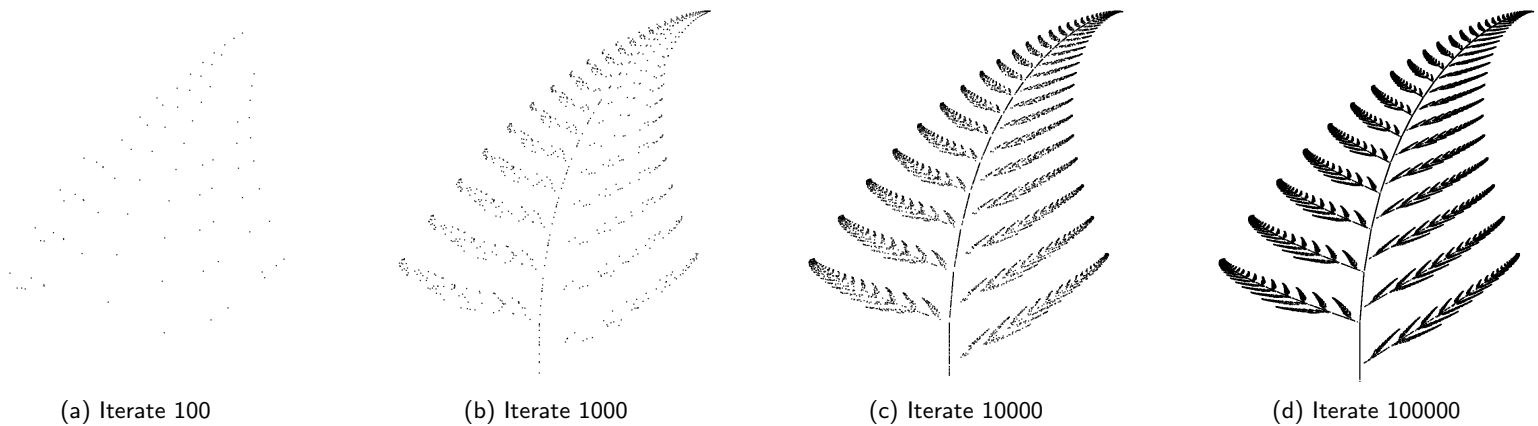 (a) Iterate 100
(b) Iterate 1000
(c) Iterate 10000
(d) Iterate 100000